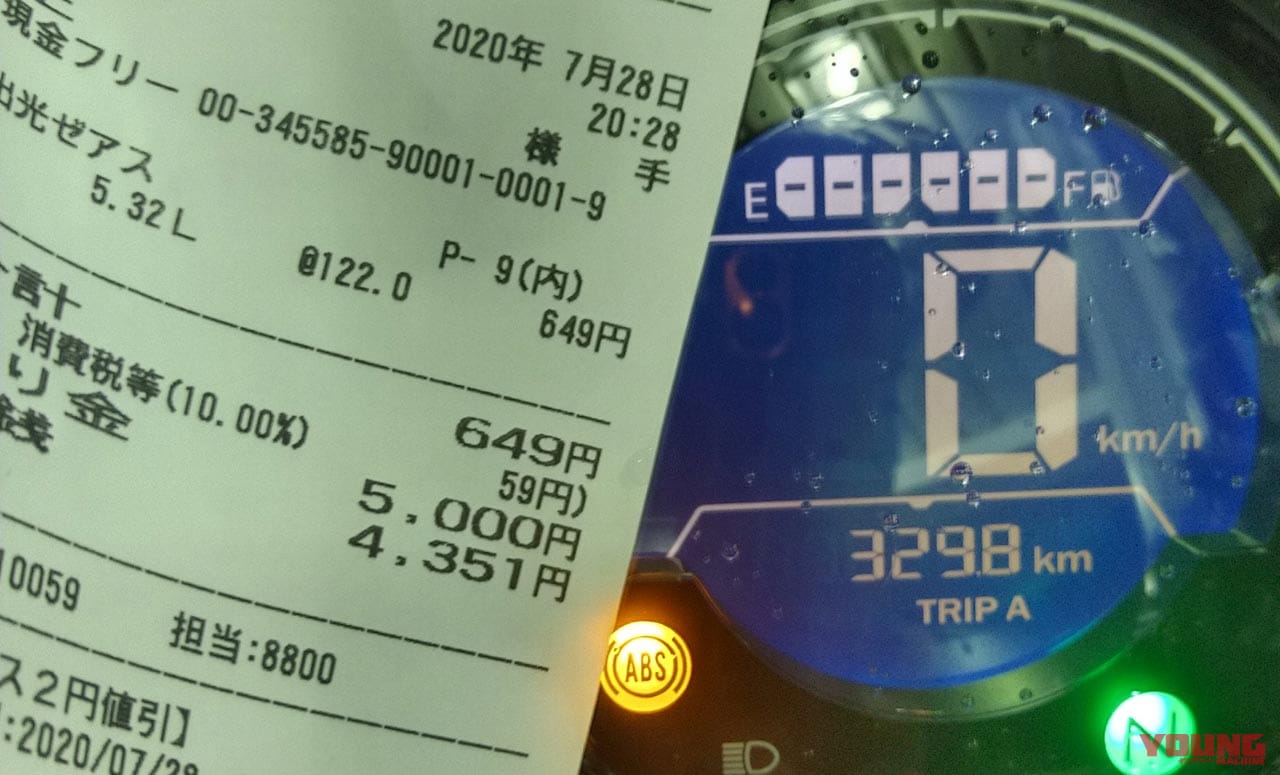 2020年 7月28日
20:28
様 手
現金フリー 00-345585-90001-0001-9
出光ゼアス
P- 9(内)
5.32L @122.0 649円
計 649円
消費税等(10.00%) 59円)
り 金 5,000円
銭 4,351円
10059 担当:8800
ス2円値引】
:2020/07/28
E F
0 km/h
329.8 km
TRIP A
ABS
N
YOUNG
MACHINE